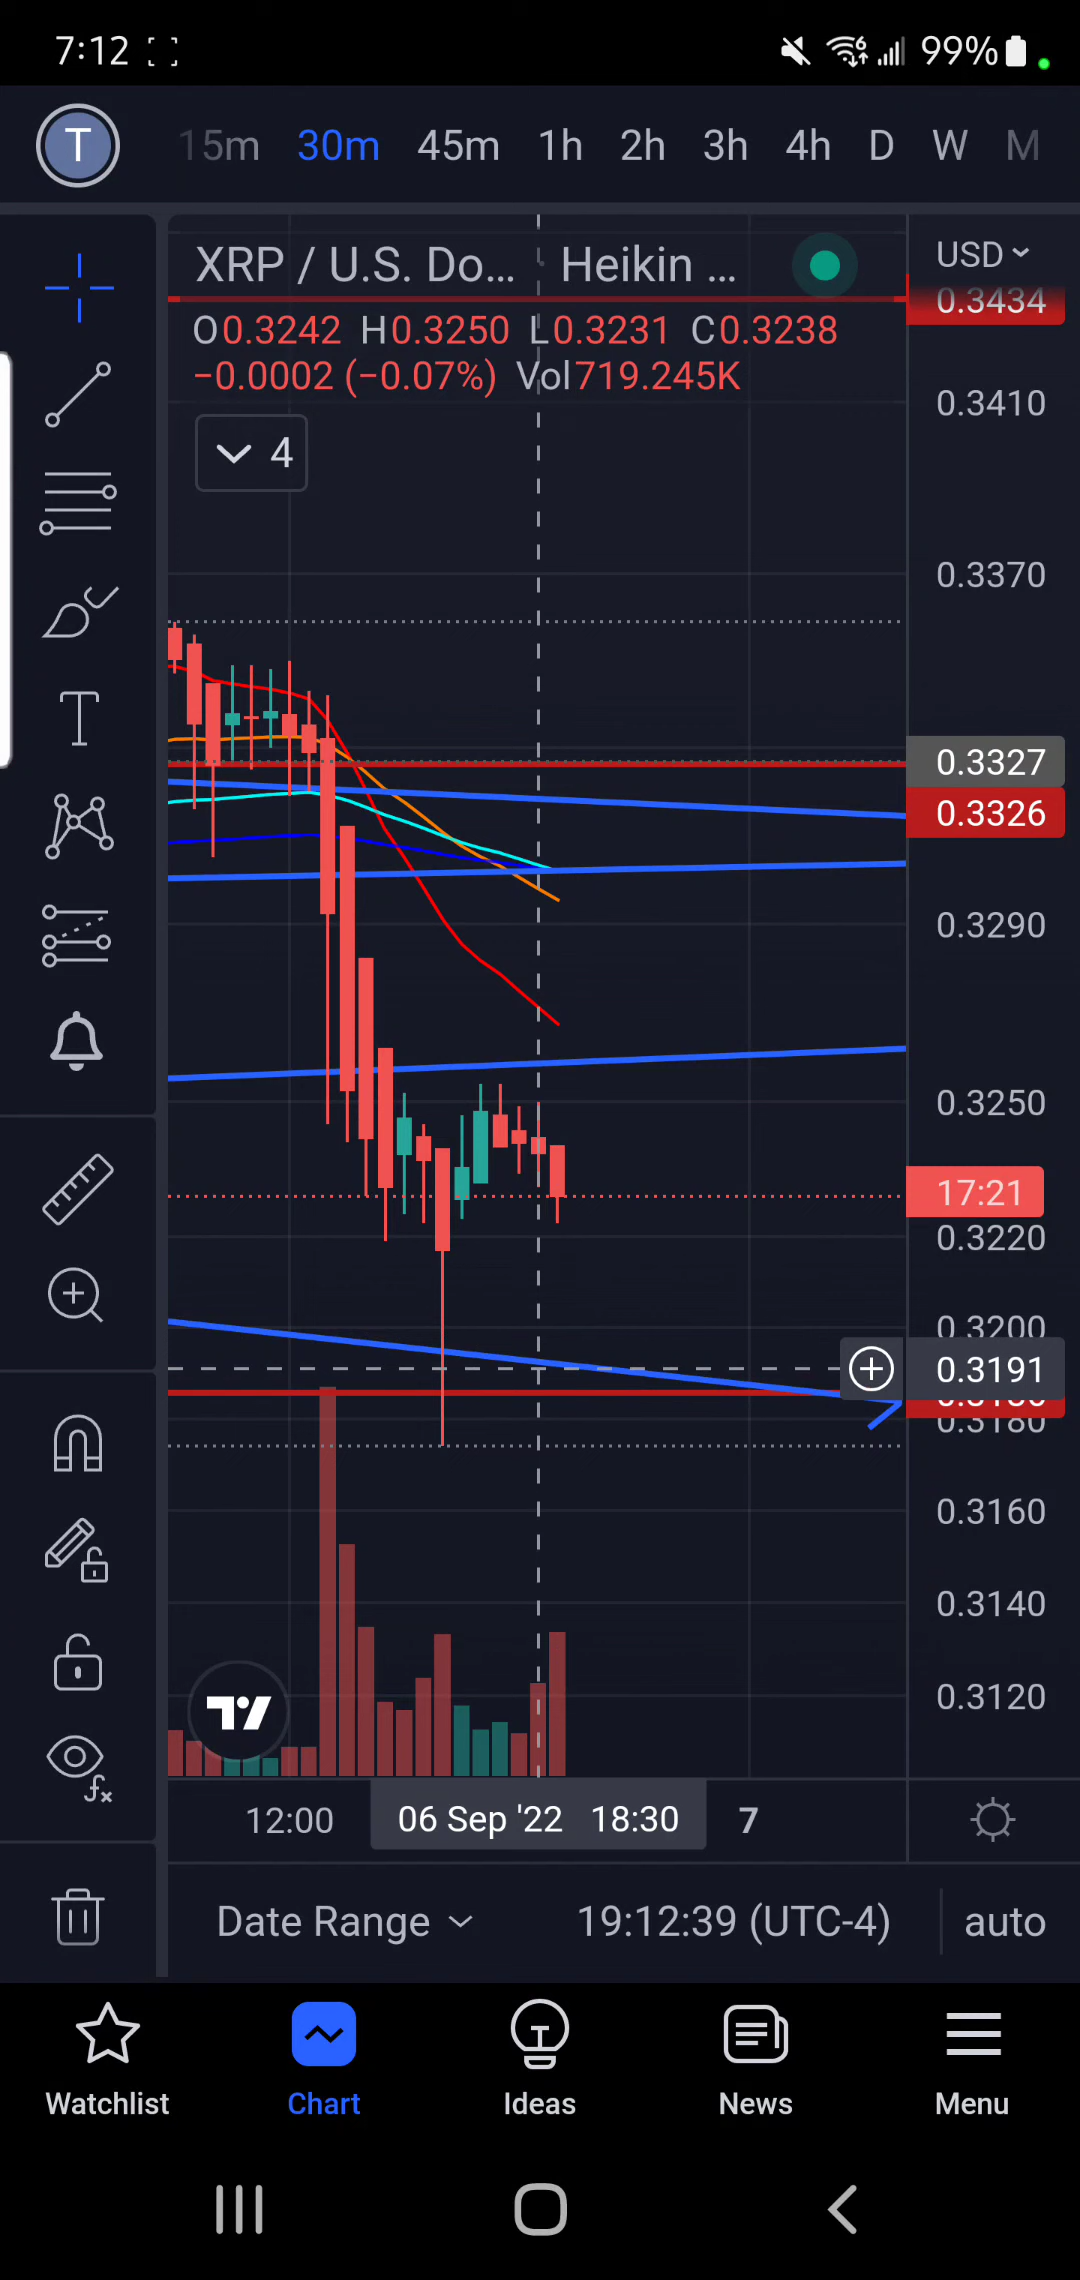 7:12 99%
T 15m 30m 45m 1h 2h 3h 4h D W M
XRP / U.S. Do... Heikin ... USD
0.3434
O0.3242 H0.3250 L0.3231 C0.3238
−0.0002 (−0.07%) Vol719.245K
0.3410
4
0.3370
0.3327
0.3326
0.3290
0.3250
17:21
0.3220
0.3200
0.3191
0.3180
0.3160
0.3140
0.3120
12:00 06 Sep '22 18:30 7
Date Range 19:12:39 (UTC-4) auto
Watchlist Chart Ideas News Menu